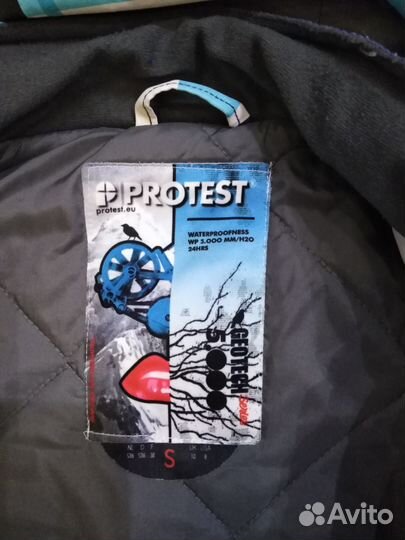 PROTEST
protest.eu
WATERPROOFNESS
WP 5.000 MM/H2O
24HRS
GEOTECH
5.000
S
Avito